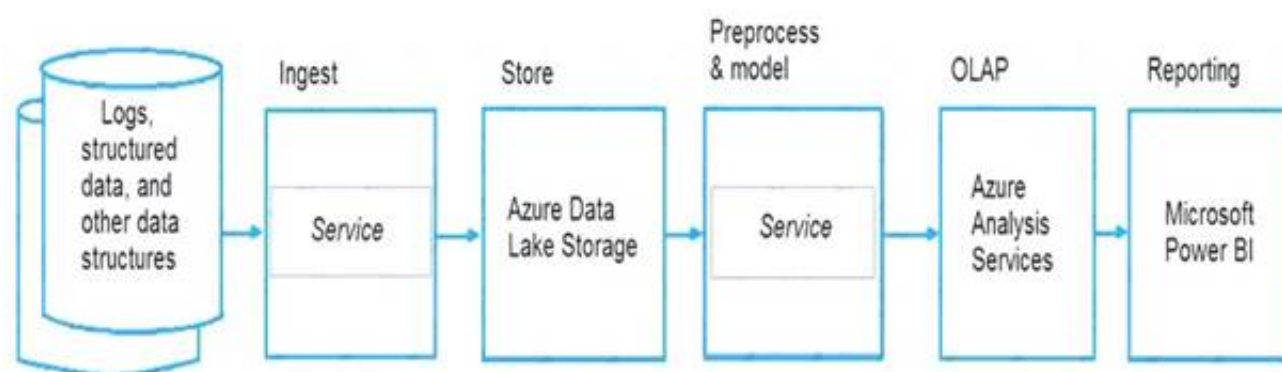 Logs,
structured
data, and
other data
structures
Ingest
Service
Store
Azure Data
Lake Storage
Preprocess
& model
Service
OLAP
Azure
Analysis
Services
Reporting
Microsoft
Power BI